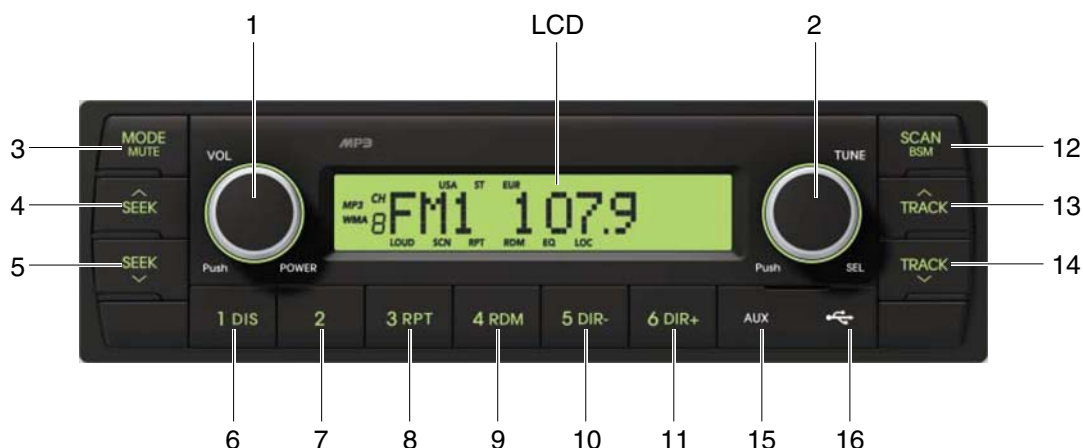 1 LCD 2
MP3
3 MODE MUTE
VOL
TUNE
SCAN BSM 12
4 SEEK
USA ST EUR
MP3 WMA CH 8 FM1 107.9
LOUD SCN RPT RDM EQ LOC
TRACK 13
5 SEEK
Push POWER
Push SEL
TRACK 14
1 DIS 2 3 RPT 4 RDM 5 DIR- 6 DIR+ AUX
6 7 8 9 10 11 15 16